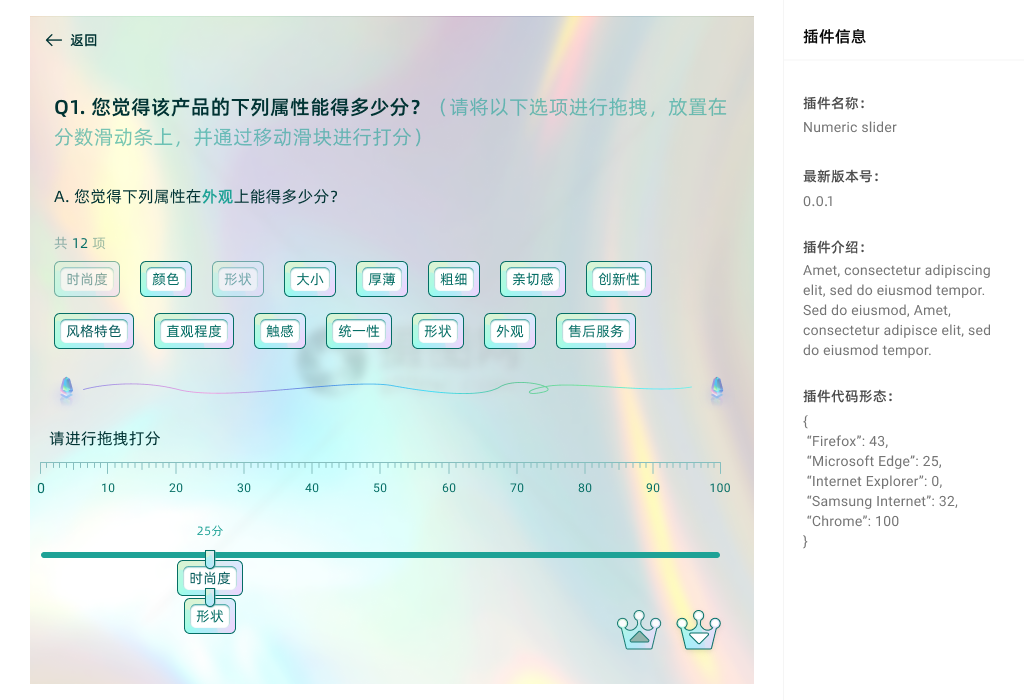 返回
Q1. 您觉得该产品的下列属性能得多少分？（请将以下选项进行拖拽，放置在
分数滑动条上，并通过移动滑块进行打分）
A. 您觉得下列属性在外观上能得多少分？
共 12 项
时尚度 颜色 形状 大小 厚薄 粗细 亲切感 创新性
风格特色 直观程度 触感 统一性 形状 外观 售后服务
请进行拖拽打分
0 10 20 30 40 50 60 70 80 90 100
25分
时尚度
形状
插件信息
插件名称：
Numeric slider
最新版本号：
0.0.1
插件介绍：
Amet, consectetur adipiscing
elit, sed do eiusmod tempor.
Sed do eiusmod, Amet,
consectetur adipisce elit, sed
do eiusmod tempor.
插件代码形态：
{
“Firefox”: 43,
“Microsoft Edge”: 25,
“Internet Explorer”: 0,
“Samsung Internet”: 32,
“Chrome”: 100
}